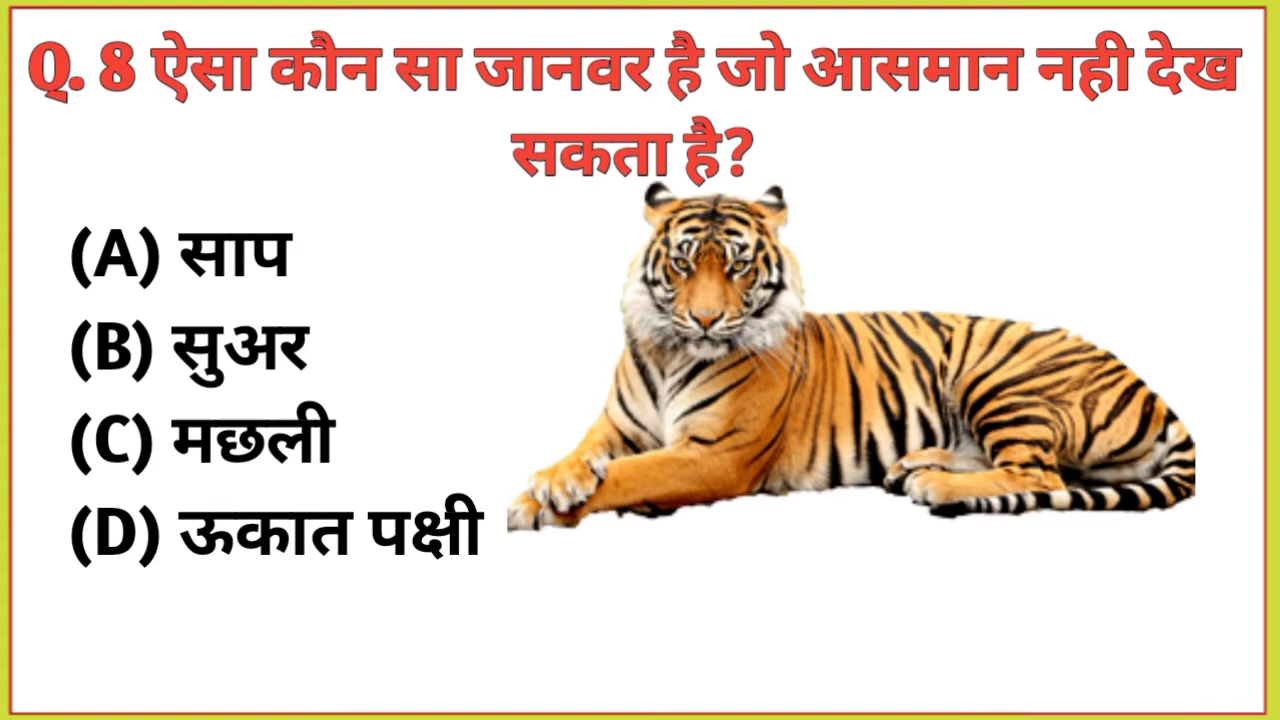 Q. 8 ऐसा कौन सा जानवर है जो आसमान नही देख
सकता है?
(A) साप
(B) सुअर
(C) मछली
(D) ऊकात पक्षी